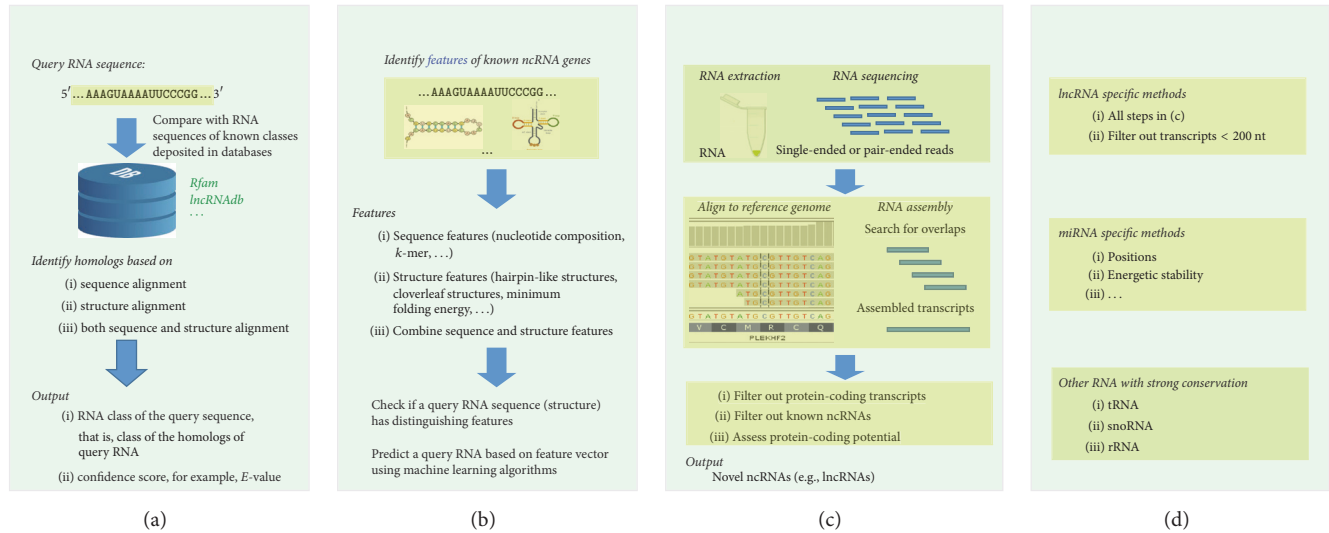 Query RNA sequence:
5′ ... AAAGUAAAAUUCCCGG ... 3′
Compare with RNA
sequences of known classes
deposited in databases
DB
Rfam
lncRNAdb
...
Identify homologs based on
(i) sequence alignment
(ii) structure alignment
(iii) both sequence and structure alignment
Output
(i) RNA class of the query sequence,
that is, class of the homologs of
query RNA
(ii) confidence score, for example, E-value
(a)
Identify features of known ncRNA genes
...AAAGUAAAAUUCCCGG...
...
Features
(i) Sequence features (nucleotide composition,
k-mer, ...)
(ii) Structure features (hairpin-like structures,
cloverleaf structures, minimum
folding energy, ...)
(iii) Combine sequence and structure features
Check if a query RNA sequence (structure)
has distinguishing features
Predict a query RNA based on feature vector
using machine learning algorithms
(b)
RNA extraction
RNA sequencing
RNA
Single-ended or pair-ended reads
Align to reference genome
GTATGTATGCGTTGTCAG
GTATGTATGCGTTGTCAG
GTATGTATGCGTTGTCAG
GTATGTATGCGTTGTCAG
ATGCGTTGTCAG
TGCGTTGTCAG
GTATGTATGCGTTGTCAG
V C M R C Q
PLEKHF2
RNA assembly
Search for overlaps
Assembled transcripts
(i) Filter out protein-coding transcripts
(ii) Filter out known ncRNAs
(iii) Assess protein-coding potential
Output
Novel ncRNAs (e.g., lncRNAs)
(c)
lncRNA specific methods
(i) All steps in (c)
(ii) Filter out transcripts < 200 nt
miRNA specific methods
(i) Positions
(ii) Energetic stability
(iii) ...
Other RNA with strong conservation
(i) tRNA
(ii) snoRNA
(iii) rRNA
(d)